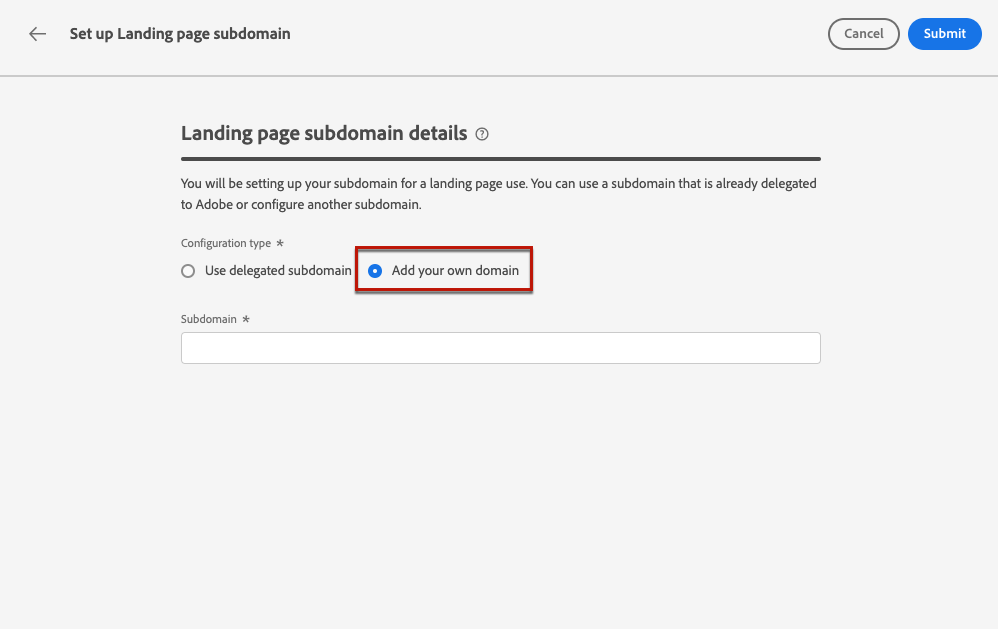 Set up Landing page subdomain
Cancel
Submit
Landing page subdomain details
You will be setting up your subdomain for a landing page use. You can use a subdomain that is already delegated
to Adobe or configure another subdomain.
Configuration type *
Use delegated subdomain
Add your own domain
Subdomain *